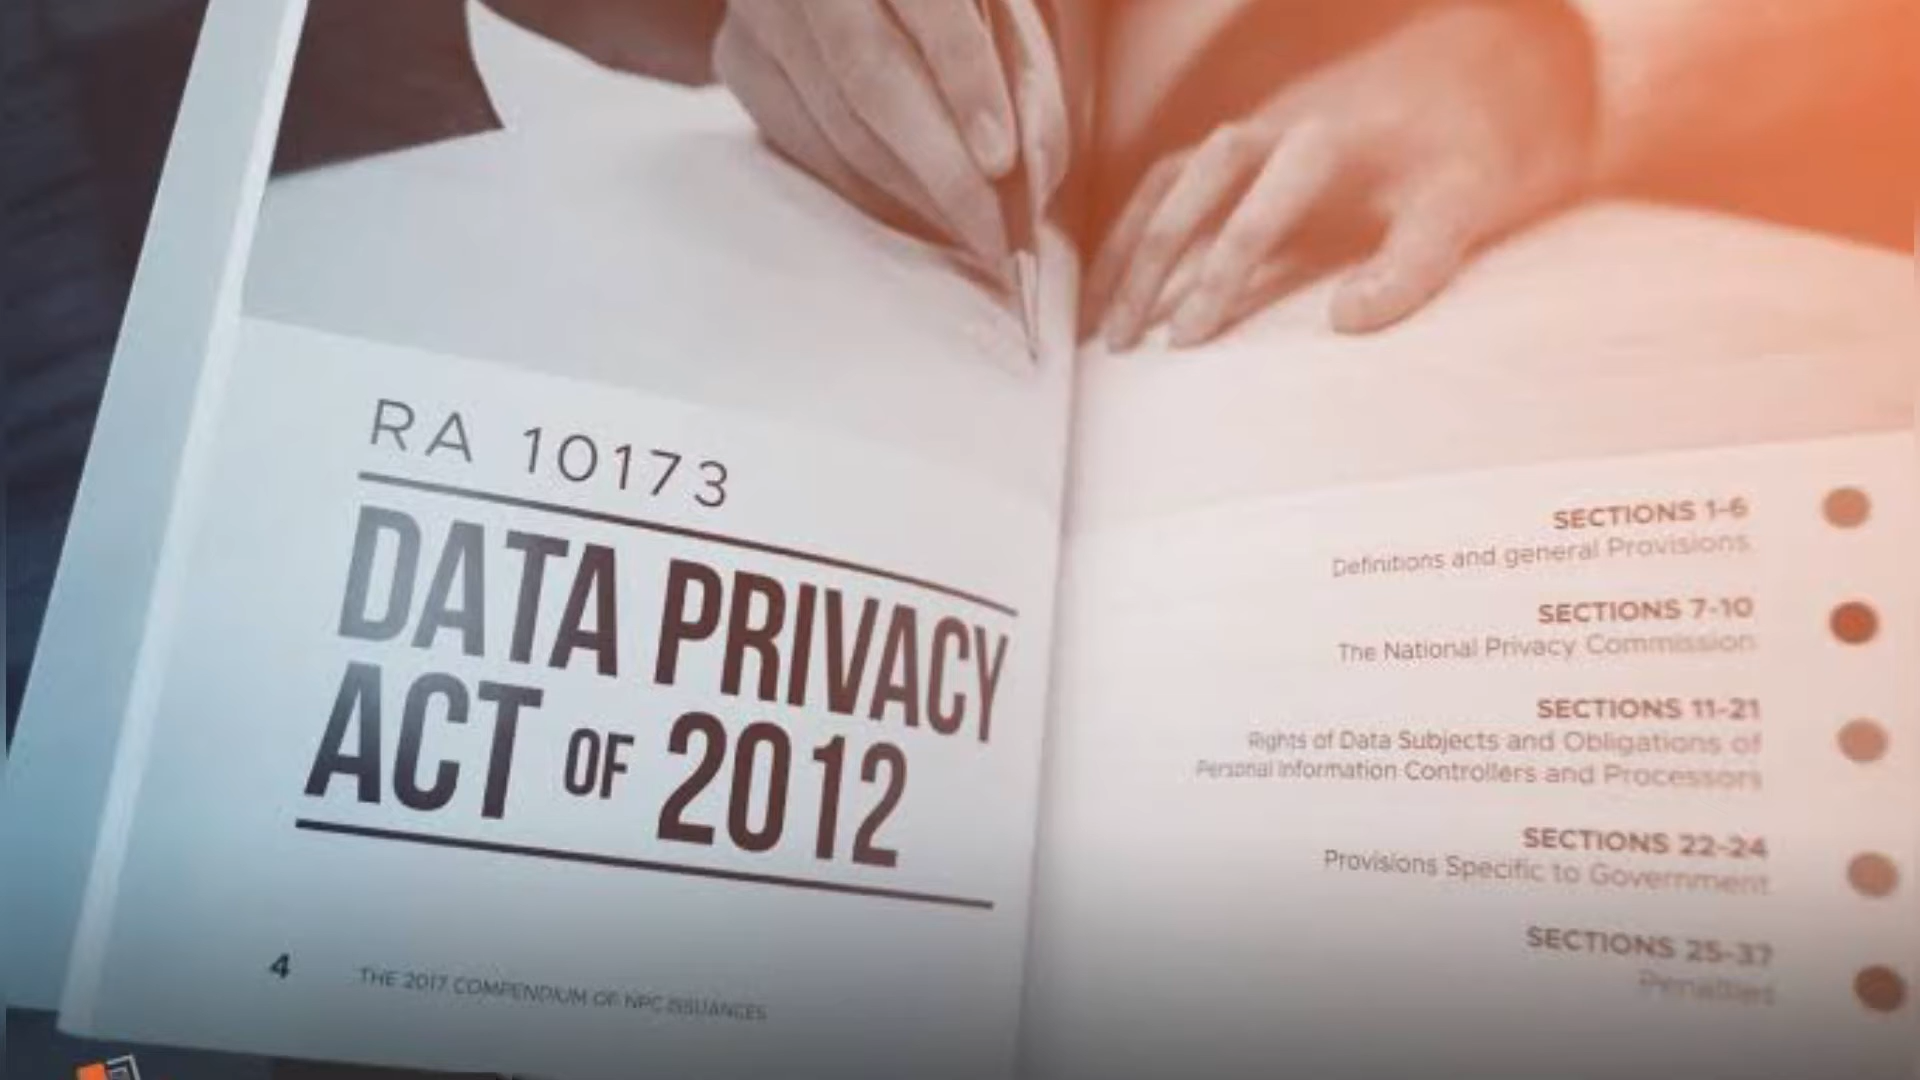 RA 10173
DATA PRIVACY
ACT OF 2012
4 THE 2017 COMPENDIUM OF NPC ISSUANCES
SECTIONS 1-6
Definitions and general Provisions
SECTIONS 7-10
The National Privacy Commission
SECTIONS 11-21
Rights of Data Subjects and Obligations of
Personal Information Controllers and Processors
SECTIONS 22-24
Provisions Specific to Government
SECTIONS 25-37
Penalties